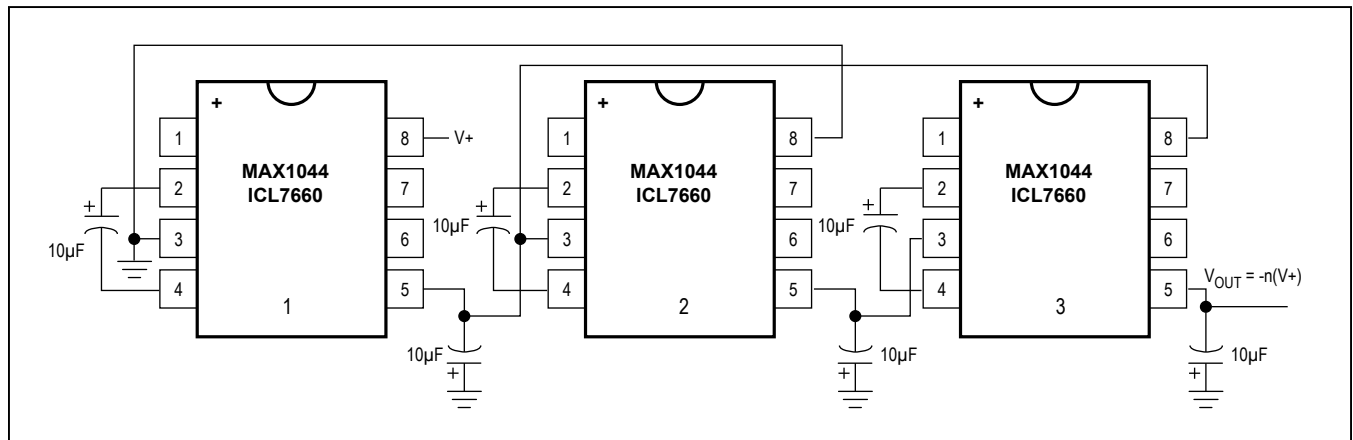 +
1
2
3
4
8
7
6
5
V+
MAX1044
ICL7660
1
+
10µF
10µF
+
+
1
2
3
4
8
7
6
5
MAX1044
ICL7660
2
+
10µF
10µF
+
+
1
2
3
4
8
7
6
5
MAX1044
ICL7660
3
+
10µF
VOUT = -n(V+)
10µF
+